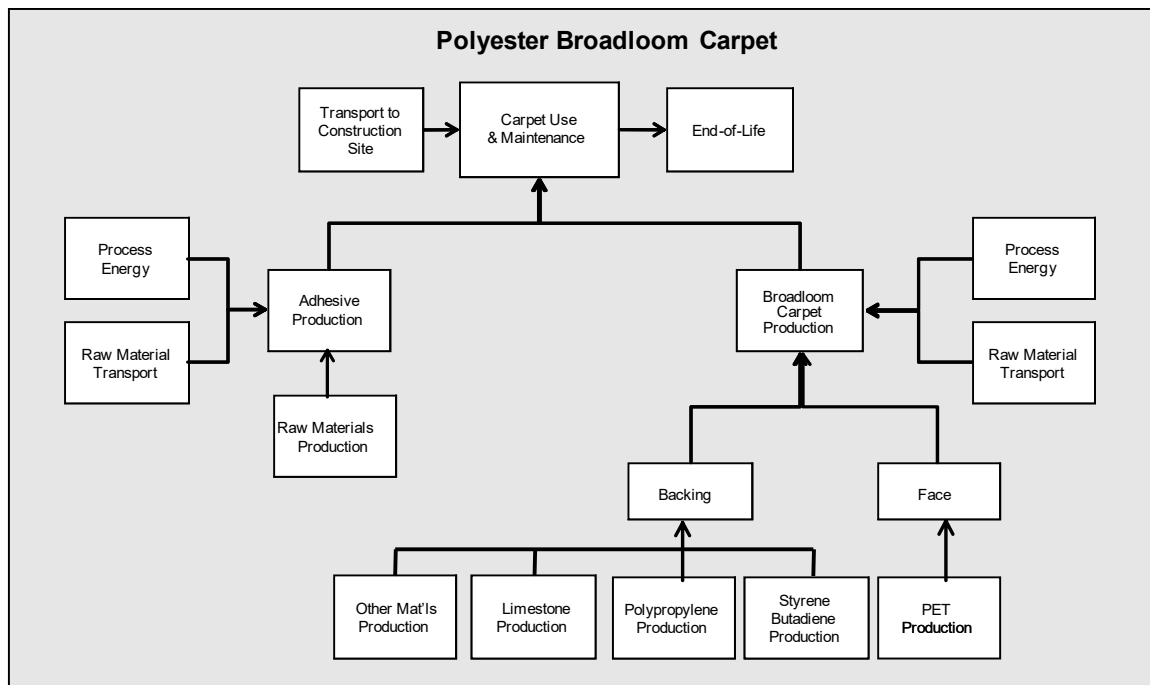 Polyester Broadloom Carpet
Transport to
Construction
Site
Carpet Use
& Maintenance
End-of-Life
Process
Energy
Raw Material
Transport
Adhesive
Production
Raw Materials
Production
Broadloom
Carpet
Production
Process
Energy
Raw Material
Transport
Backing
Face
Other Mat'ls
Production
Limestone
Production
Polypropylene
Production
Styrene
Butadiene
Production
PET
Production